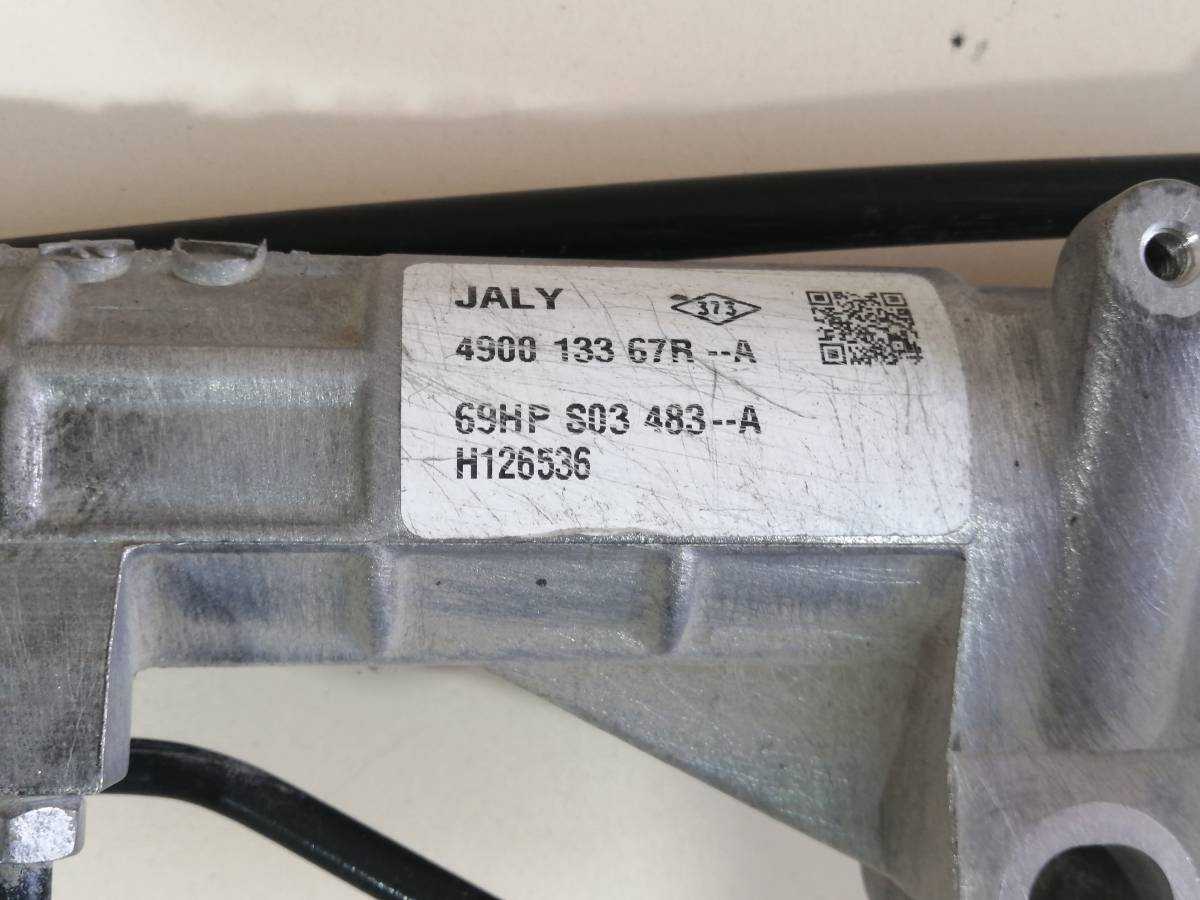 JALY 373
4900 133 67R --A
69HP S03 483--A
H126536